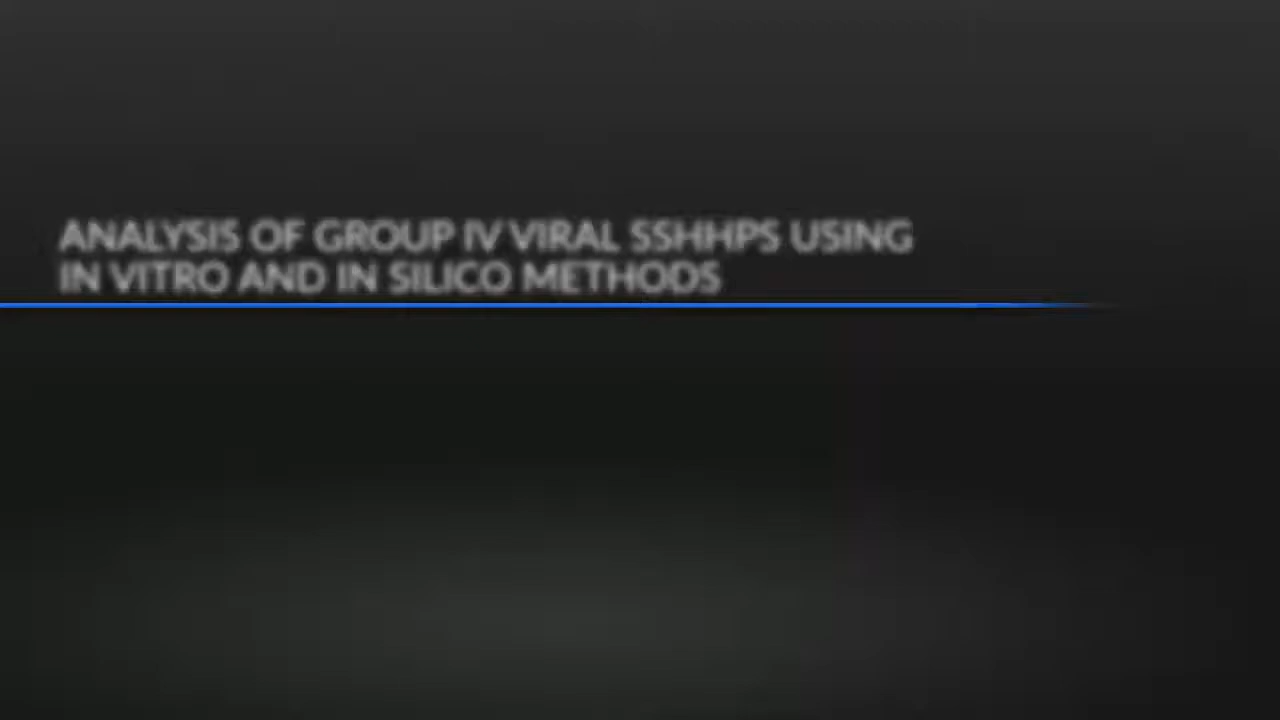 ANALYSIS OF GROUP IV VIRAL SSHHPS USING
IN VITRO AND IN SILICO METHODS